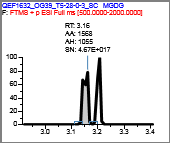 QEF1632_OG39_T5-28-0-3_SC MGDG
F: FTMS + p ESI Full ms [500.0000-2000.0000]
RT: 3.16
AA: 1568
AH: 1055
SN: 4.67E+017
100
80
60
40
20
0
3.0
3.1
3.2
3.3
3.4